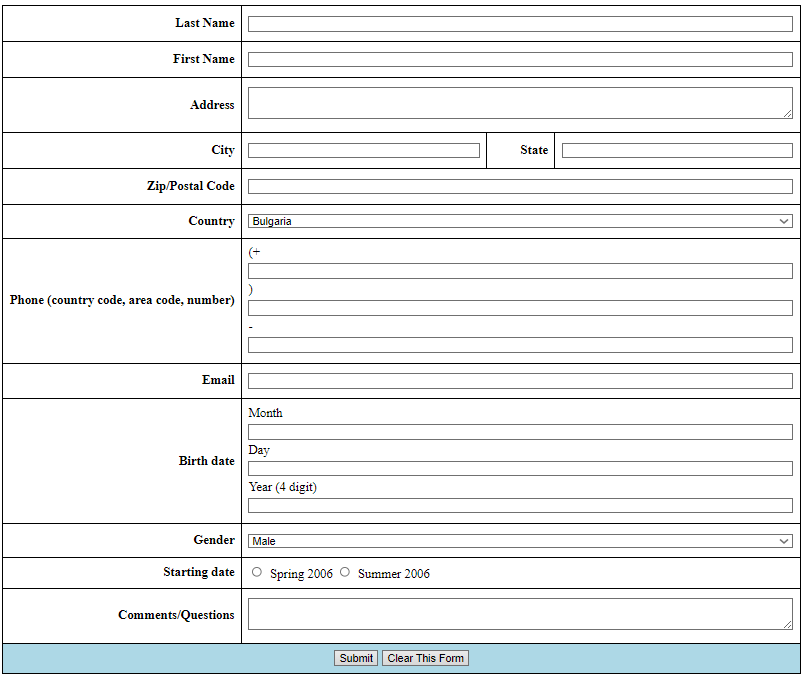 Last Name
First Name
Address
City State
Zip/Postal Code
Country Bulgaria
Phone (country code, area code, number) (+
)
-
Email
Birth date Month
Day
Year (4 digit)
Gender Male
Starting date Spring 2006 Summer 2006
Comments/Questions
Submit Clear This Form